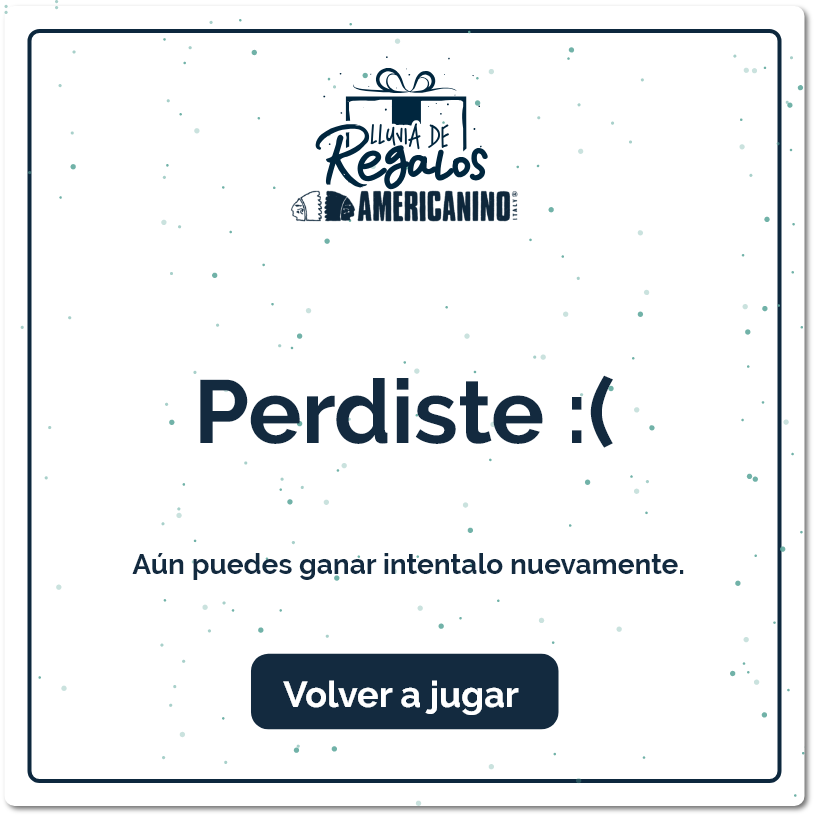 LLUVIA DE
Regalos
AMERICANINO
ITALY®
Perdiste :(
Aún puedes ganar intentalo nuevamente.
Volver a jugar